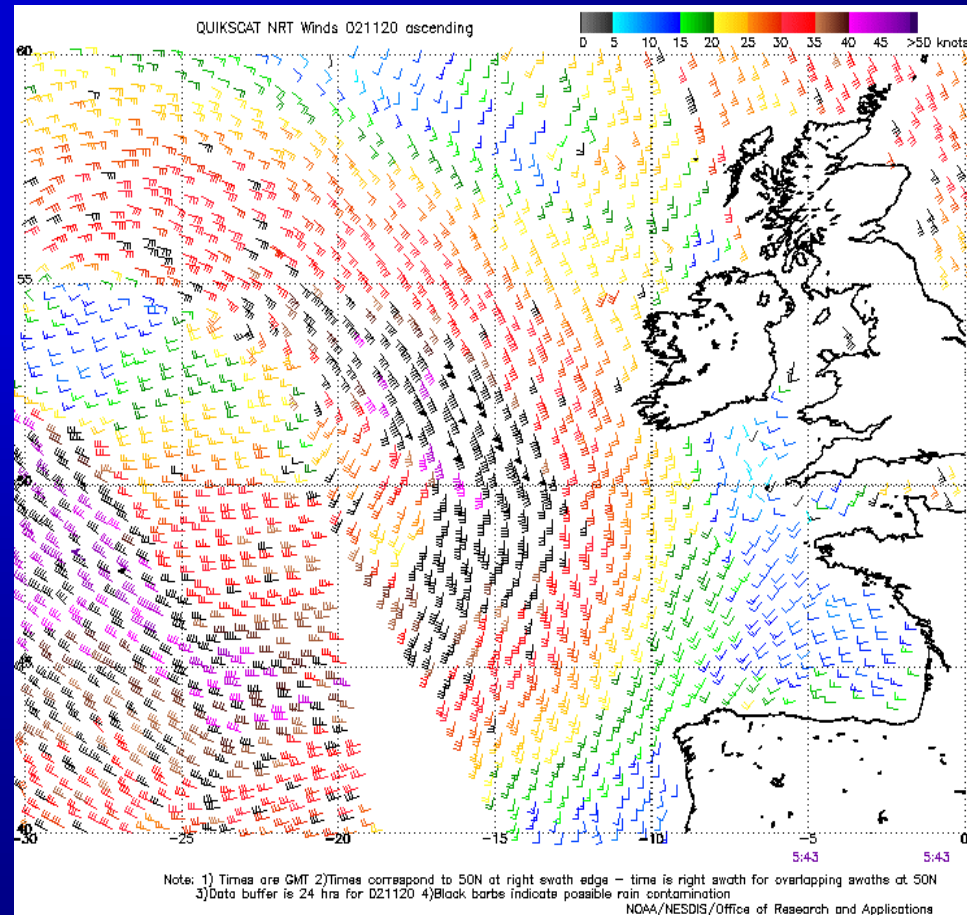 QUIKSCAT NRT Winds 021120 ascending
0 5 10 15 20 25 30 35 40 45 >50 knots
60
55
50
45
40
-30 -25 -20 -15 -10 -5 0
5:43 5:43
Note: 1) Times are GMT 2)Times correspond to 50N at right swath edge - time is right swath for overlapping swaths at 50N
3)Data buffer is 24 hrs for 021120 4)Black barbs indicate possible rain contamination
NOAA/NESDIS/Office of Research and Applications